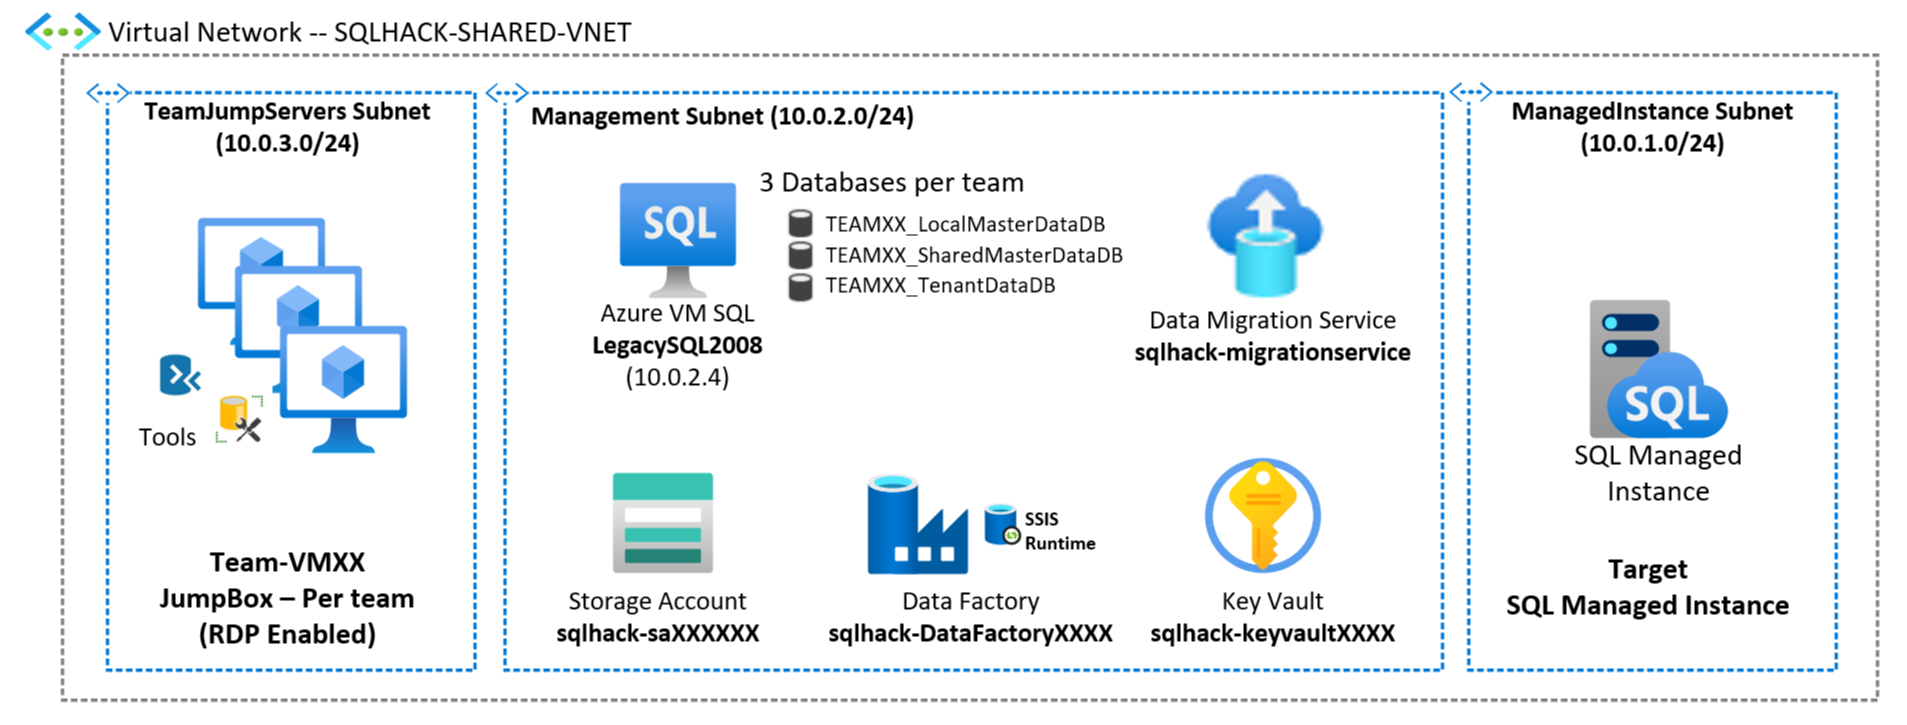 Virtual Network -- SQLHACK-SHARED-VNET
TeamJumpServers Subnet
(10.0.3.0/24)
Tools
Team-VMXX
JumpBox – Per team
(RDP Enabled)
Management Subnet (10.0.2.0/24)
SQL
3 Databases per team
TEAMXX_LocalMasterDataDB
TEAMXX_SharedMasterDataDB
TEAMXX_TenantDataDB
Azure VM SQL
LegacySQL2008
(10.0.2.4)
Data Migration Service
sqlhack-migrationservice
Storage Account
sqlhack-saXXXXXX
SSIS
Runtime
Data Factory
sqlhack-DataFactoryXXXX
Key Vault
sqlhack-keyvaultXXXX
ManagedInstance Subnet
(10.0.1.0/24)
SQL
SQL Managed
Instance
Target
SQL Managed Instance